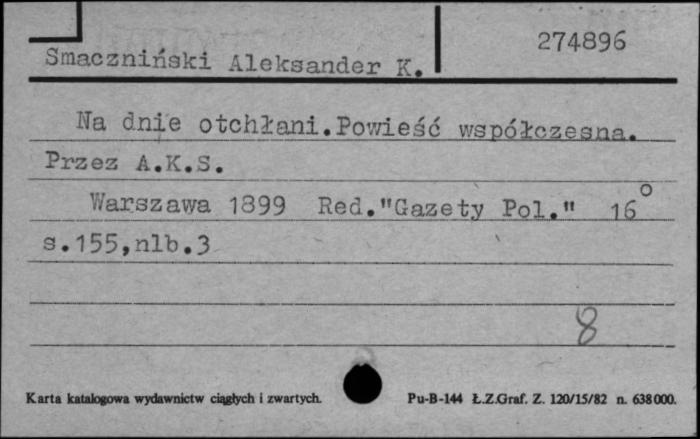 274896
Smaczniński Aleksander K.
Na dnie otchłani.Powieść współczesna.
Przez A.K.S.
Warszawa 1899 Red."Gazety Pol." 16°
s.155,nlb.3
8
Karta katalogowa wydawnictw ciągłych i zwartych. Pu-B-144 Ł.Z.Graf. Z. 120/15/82 n. 638000.